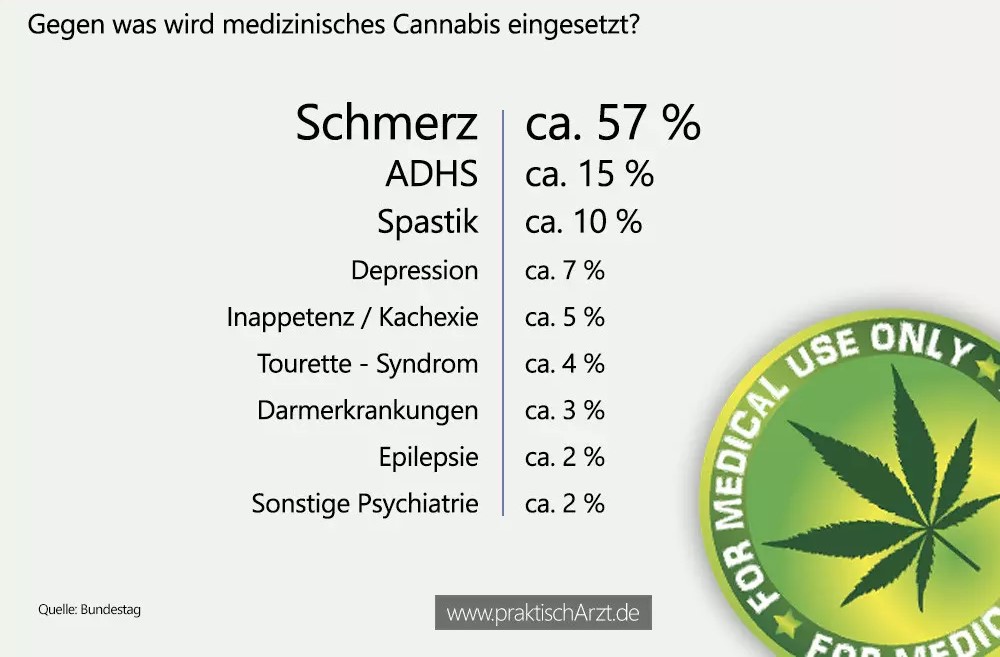 Gegen was wird medizinisches Cannabis eingesetzt?
Schmerz ca. 57 %
ADHS ca. 15 %
Spastik ca. 10 %
Depression ca. 7 %
Inappetenz / Kachexie ca. 5 %
Tourette - Syndrom ca. 4 %
Darmerkrankungen ca. 3 %
Epilepsie ca. 2 %
Sonstige Psychiatrie ca. 2 %
FOR MEDICAL USE ONLY
FOR MEDIC
Quelle: Bundestag
www.praktischArzt.de